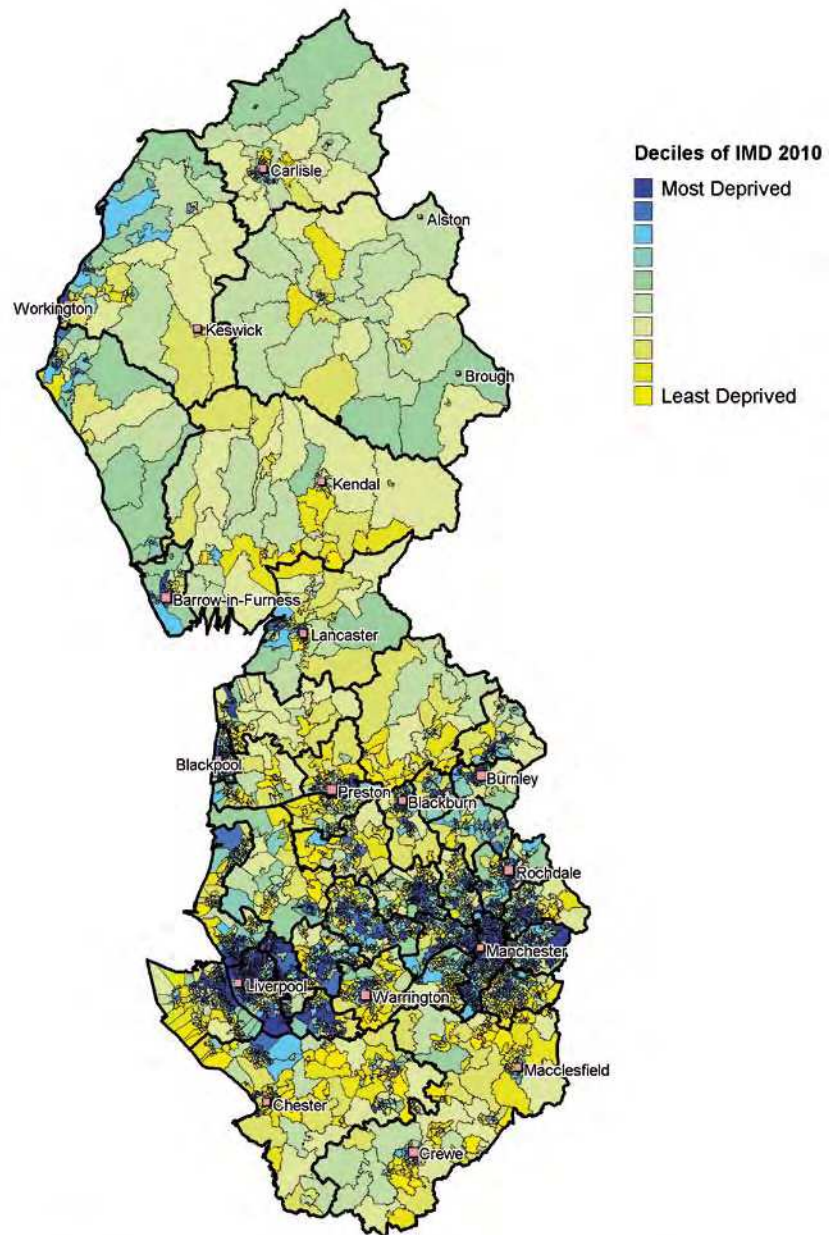 Deciles of IMD 2010
Most Deprived
Least Deprived
Carlisle
Alston
Workington
Keswick
Brough
Kendal
Barrow-in-Furness
Lancaster
Blackpool
Preston
Blackburn
Burnley
Rochdale
Manchester
Liverpool
Warrington
Macclesfield
Chester
Crewe